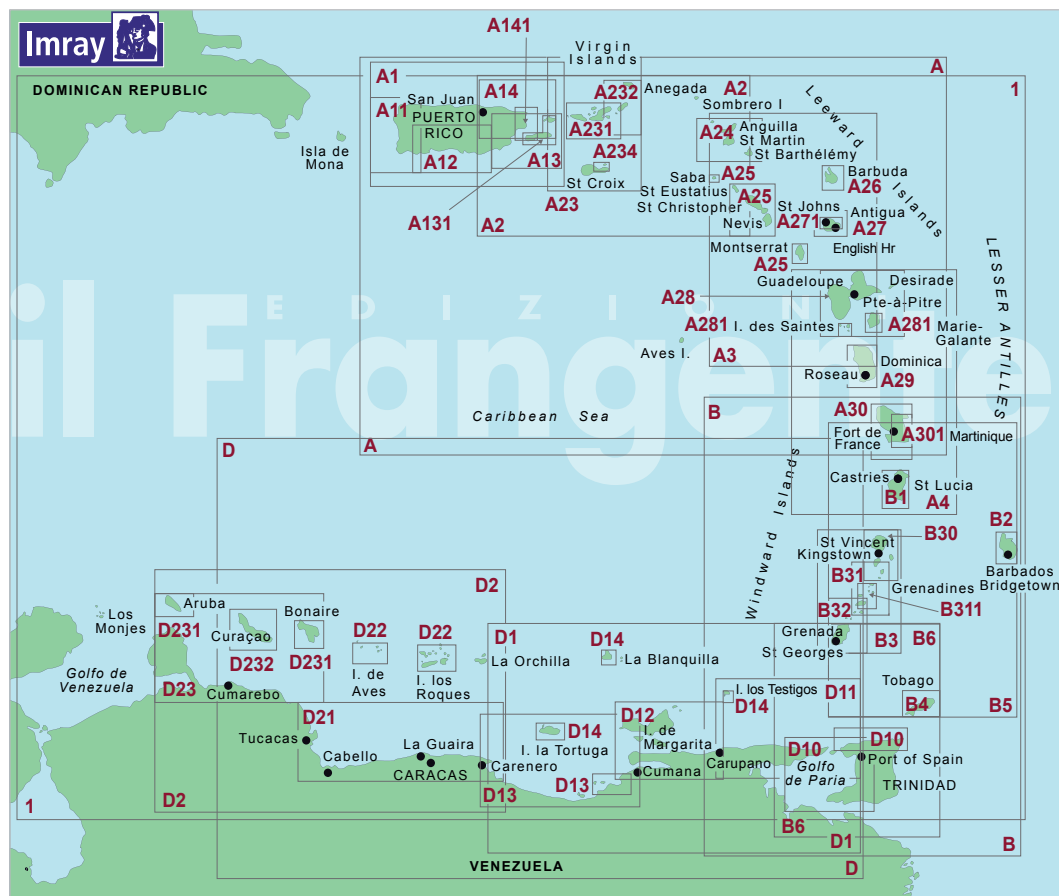 Imray
A141
Virgin
Islands
A
A1
A14
A232
Anegada
A2
1
DOMINICAN REPUBLIC
Sombrero I
A11
San Juan
PUERTO
RICO
A231
A24
Anguilla
St Martin
St Barthélémy
Leeward Islands
Isla de
Mona
A12
A13
A234
St Croix
Saba
A25
Barbuda
A26
A23
St Eustatius
St Christopher
A25
Nevis
St Johns
A271
Antigua
A27
English Hr
A131
A2
Montserrat
A25
LESSER ANTILLES
A28
Guadeloupe
Desirade
Pte-à-Pitre
EDIZION
il Frangente
A281
I. des Saintes
A281
Marie-
Galante
Aves I.
A3
Dominica
Roseau
A29
Caribbean Sea
B
A30
Fort de
France
A301
Martinique
D
A
Castries
St Lucia
B1
A4
Windward Islands
B30
B2
St Vincent
Kingstown
Barbados
Bridgetown
B31
Grenadines
B32
B311
D2
Los
Monjes
Aruba
Bonaire
D231
Curaçao
D232
D231
D22
I. de
Aves
D22
I. los
Roques
D1
La Orchilla
D14
La Blanquilla
Grenada
St Georges
B3
B6
Golfo de
Venezuela
D23
Cumarebo
I. los Testigos
D14
D11
Tobago
B4
B5
D21
Tucacas
D12
D14
I. la Tortuga
I. de
Margarita
D10
D10
Cabello
La Guaira
CARACAS
Carenero
D13
D13
Cumana
Carupano
Golfo
de Paria
Port of Spain
TRINIDAD
1
D2
B6
D1
B
VENEZUELA
D